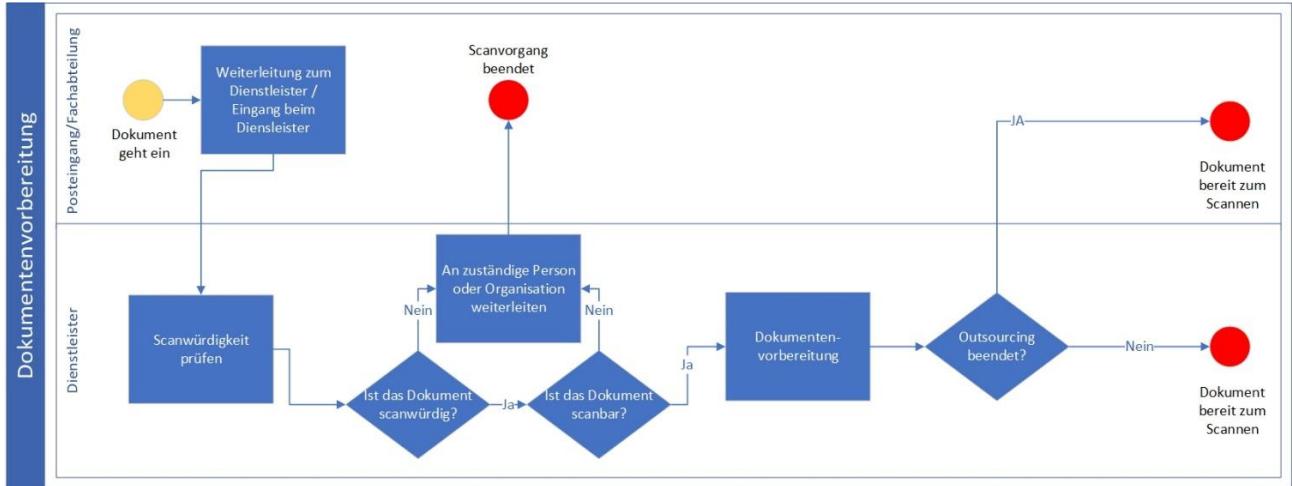 Dokumentenvorbereitung
Posteingang/Fachabteilung
Dokument
geht ein
Weiterleitung zum
Dienstleister /
Eingang beim
Diensleister
Scanvorgang
beendet
JA
Dokument
bereit zum
Scannen
Dienstleister
Scanwürdigkeit
prüfen
Ist das Dokument
scanwürdig?
Nein
An zuständige Person
oder Organisation
weiterleiten
Ja
Nein
Ist das Dokument
scanbar?
Ja
Dokumenten-
vorbereitung
Outsourcing
beendet?
Nein
Dokument
bereit zum
Scannen